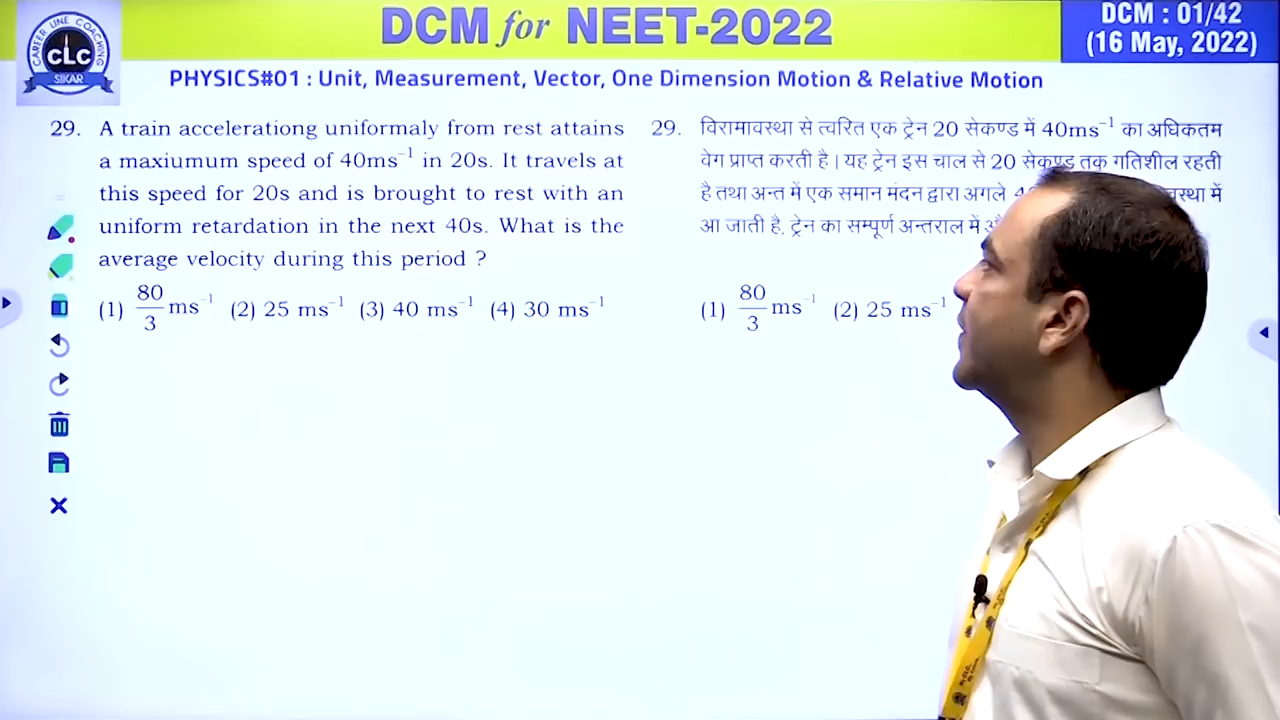 DCM for NEET-2022
DCM : 01/42
(16 May, 2022)
CAREER LINE COACHING
CLC
SIKAR
PHYSICS#01 : Unit, Measurement, Vector, One Dimension Motion & Relative Motion
29. A train accelerationg uniformaly from rest attains
a maxiumum speed of 40ms⁻¹ in 20s. It travels at
this speed for 20s and is brought to rest with an
uniform retardation in the next 40s. What is the
average velocity during this period ?
(1) 80/3 ms⁻¹ (2) 25 ms⁻¹ (3) 40 ms⁻¹ (4) 30 ms⁻¹
29. विरामावस्था से त्वरित एक ट्रेन 20 सेकण्ड में 40ms⁻¹ का अधिकतम
वेग प्राप्त करती है। यह ट्रेन इस चाल से 20 सेकण्ड तक गतिशील रहती
है तथा अन्त में एक समान मंदन द्वारा अगले में
आ जाती है, ट्रेन का सम्पूर्ण अन्तराल में
(1) 80/3 ms⁻¹ (2) 25 ms⁻¹